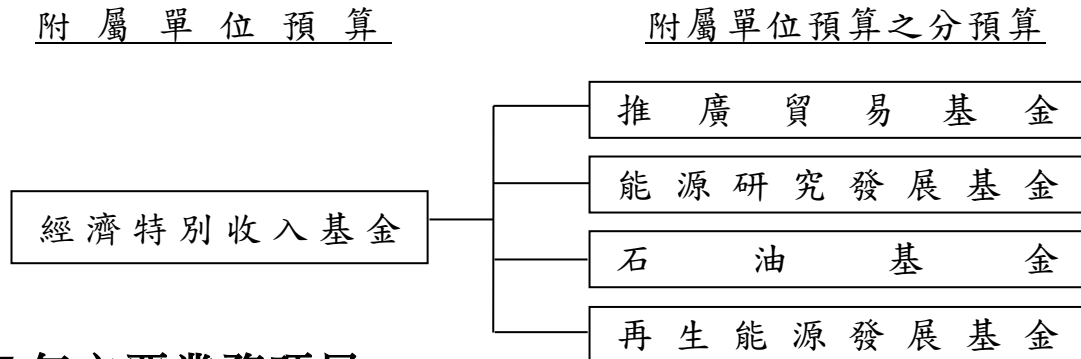 附屬單位預算
附屬單位預算之分預算
推廣貿易基金
能源研究發展基金
經濟特別收入基金
石油基金
再生能源發展基金